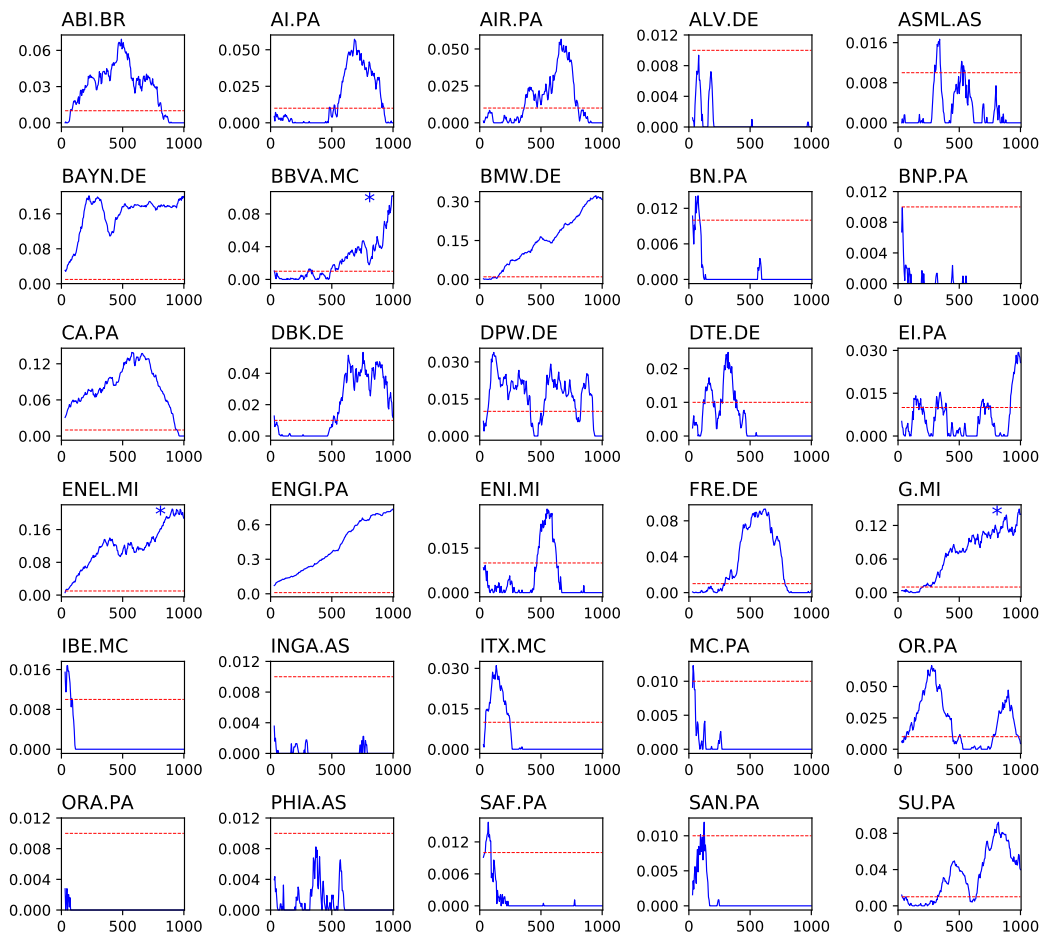 ABI.BR AI.PA AIR.PA ALV.DE ASML.AS
0.06 0.03 0.00 0 500 1000
0.050 0.025 0.000 0 500 1000
0.050 0.025 0.000 0 500 1000
0.012 0.008 0.004 0.000 0 500 1000
0.016 0.008 0.000 0 500 1000
BAYN.DE BBVA.MC BMW.DE BN.PA BNP.PA
0.16 0.08 0.00 0 500 1000
0.08 0.04 0.00 * 0 500 1000
0.30 0.15 0.00 0 500 1000
0.012 0.006 0.000 0 500 1000
0.012 0.008 0.004 0.000 0 500 1000
CA.PA DBK.DE DPW.DE DTE.DE EI.PA
0.12 0.06 0.00 0 500 1000
0.04 0.02 0.00 0 500 1000
0.030 0.015 0.000 0 500 1000
0.02 0.01 0.00 0 500 1000
0.030 0.015 0.000 0 500 1000
ENEL.MI ENGI.PA ENI.MI FRE.DE G.MI
0.16 0.08 0.00 * 0 500 1000
0.6 0.3 0.0 0 500 1000
0.015 0.000 0 500 1000
0.08 0.04 0.00 0 500 1000
0.12 0.06 0.00 * 0 500 1000
IBE.MC INGA.AS ITX.MC MC.PA OR.PA
0.016 0.008 0.000 0 500 1000
0.012 0.008 0.004 0.000 0 500 1000
0.030 0.015 0.000 0 500 1000
0.010 0.005 0.000 0 500 1000
0.050 0.025 0.000 0 500 1000
ORA.PA PHIA.AS SAF.PA SAN.PA SU.PA
0.012 0.008 0.004 0.000 0 500 1000
0.012 0.009 0.006 0.003 0.000 0 500 1000
0.012 0.006 0.000 0 500 1000
0.010 0.005 0.000 0 500 1000
0.08 0.04 0.00 0 500 1000